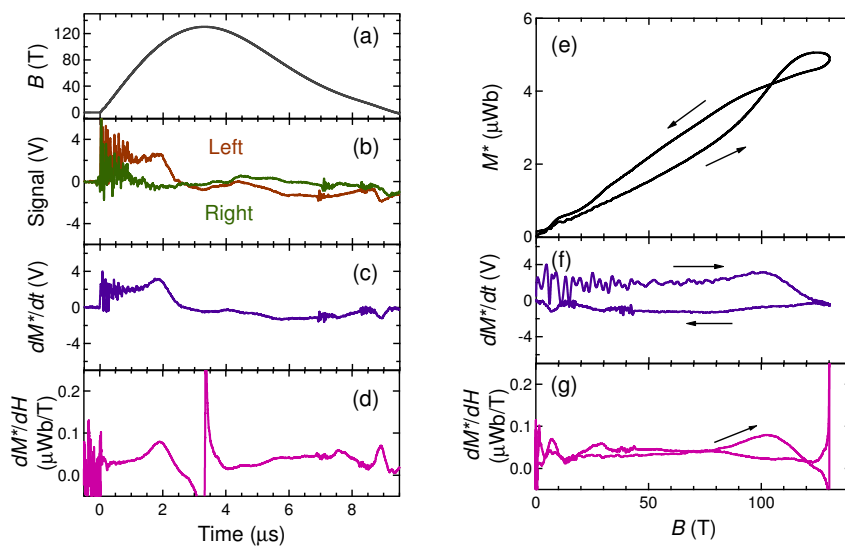 (a)
B (T)
120
80
40
0
(b)
Signal (V)
4
0
-4
Left
Right
(c)
dM*/dt (V)
4
0
-4
(d)
dM*/dH
(μWb/T)
0.2
0.1
0.0
0
2
4
6
8
Time (μs)
(e)
M* (μWb)
6
4
2
0
(f)
dM*/dt (V)
4
0
-4
(g)
dM*/dH
(μWb/T)
0.2
0.1
0.0
0
50
100
B (T)